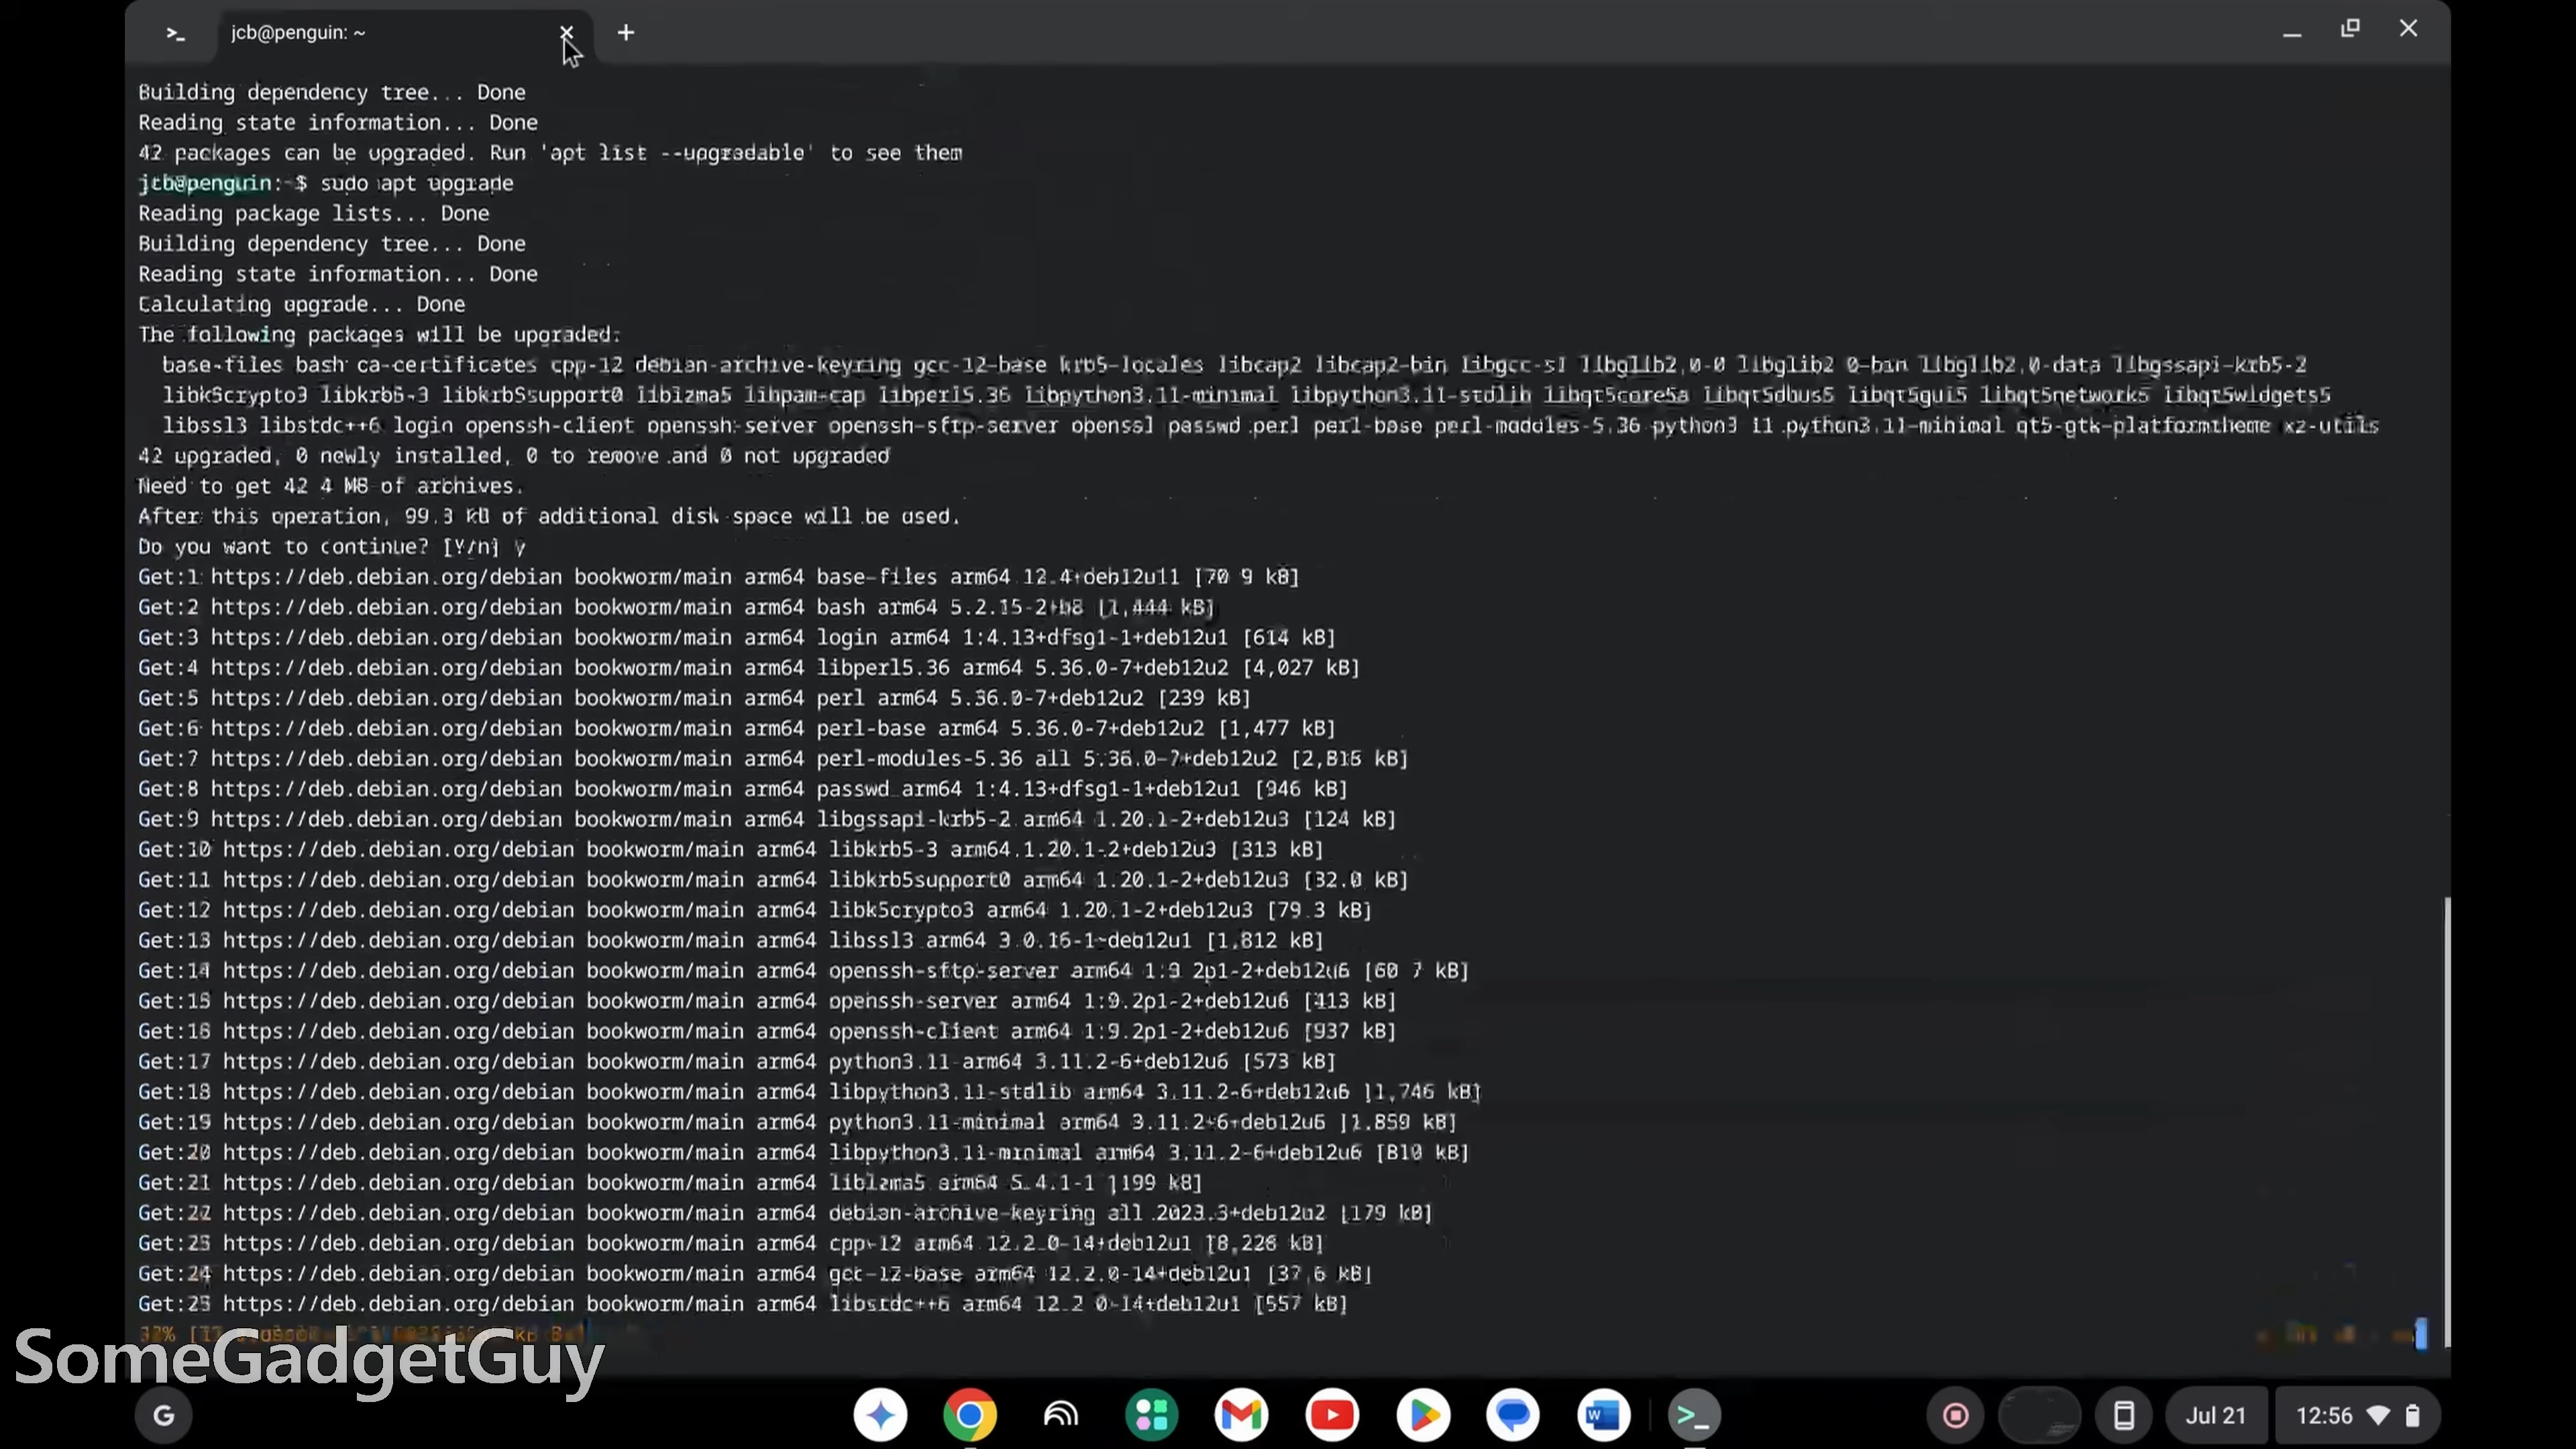 jcb@penguin: ~
Building dependency tree... Done
Reading state information... Done
42 packages can be upgraded. Run 'apt list --upgradable' to see them
jcb@penguin:~$ sudo apt upgrade
Reading package lists... Done
Building dependency tree... Done
Reading state information... Done
Calculating upgrade... Done
The following packages will be upgraded:
base-files bash ca-certificates cpp-12 debian-archive-keyring gcc-12-base krb5-locales libcap2 libcap2-bin libgcc-s1 libglib2.0-0 libglib2.0-bin libglib2.0-data libgssapi-krb5-2
libk5crypto3 libkrb5-3 libkrb5support0 liblzma5 libpam-cap libperl5.36 libpython3.11-minimal libpython3.11-stdlib libqt5core5a libqt5dbus5 libqt5gui5 libqt5network5 libqt5widgets5
libssl3 libstdc++6 login openssh-client openssh-server openssh-sftp-server openssl passwd perl perl-base perl-modules-5.36 python3.11 python3.11-minimal qt5-gtk-platformtheme xz-utils
42 upgraded, 0 newly installed, 0 to remove and 0 not upgraded
Need to get 42.4 MB of archives.
After this operation, 99.3 kB of additional disk space will be used.
Do you want to continue? [Y/n] y
Get:1 https://deb.debian.org/debian bookworm/main arm64 base-files arm64 12.4+deb12u11 [70.9 kB]
Get:2 https://deb.debian.org/debian bookworm/main arm64 bash arm64 5.2.15-2+b8 [1,444 kB]
Get:3 https://deb.debian.org/debian bookworm/main arm64 login arm64 1:4.13+dfsg1-1+deb12u1 [614 kB]
Get:4 https://deb.debian.org/debian bookworm/main arm64 libperl5.36 arm64 5.36.0-7+deb12u2 [4,027 kB]
Get:5 https://deb.debian.org/debian bookworm/main arm64 perl arm64 5.36.0-7+deb12u2 [239 kB]
Get:6 https://deb.debian.org/debian bookworm/main arm64 perl-base arm64 5.36.0-7+deb12u2 [1,477 kB]
Get:7 https://deb.debian.org/debian bookworm/main arm64 perl-modules-5.36 all 5.36.0-7+deb12u2 [2,815 kB]
Get:8 https://deb.debian.org/debian bookworm/main arm64 passwd arm64 1:4.13+dfsg1-1+deb12u1 [946 kB]
Get:9 https://deb.debian.org/debian bookworm/main arm64 libgssapi-krb5-2 arm64 1.20.1-2+deb12u3 [124 kB]
Get:10 https://deb.debian.org/debian bookworm/main arm64 libkrb5-3 arm64 1.20.1-2+deb12u3 [313 kB]
Get:11 https://deb.debian.org/debian bookworm/main arm64 libkrb5support0 arm64 1.20.1-2+deb12u3 [32.0 kB]
Get:12 https://deb.debian.org/debian bookworm/main arm64 libk5crypto3 arm64 1.20.1-2+deb12u3 [79.3 kB]
Get:13 https://deb.debian.org/debian bookworm/main arm64 libssl3 arm64 3.0.16-1~deb12u1 [1,812 kB]
Get:14 https://deb.debian.org/debian bookworm/main arm64 openssh-sftp-server arm64 1:9.2p1-2+deb12u6 [60.7 kB]
Get:15 https://deb.debian.org/debian bookworm/main arm64 openssh-server arm64 1:9.2p1-2+deb12u6 [413 kB]
Get:16 https://deb.debian.org/debian bookworm/main arm64 openssh-client arm64 1:9.2p1-2+deb12u6 [937 kB]
Get:17 https://deb.debian.org/debian bookworm/main arm64 python3.11 arm64 3.11.2-6+deb12u6 [573 kB]
Get:18 https://deb.debian.org/debian bookworm/main arm64 libpython3.11-stdlib arm64 3.11.2-6+deb12u6 [1,746 kB]
Get:19 https://deb.debian.org/debian bookworm/main arm64 python3.11-minimal arm64 3.11.2-6+deb12u6 [1,859 kB]
Get:20 https://deb.debian.org/debian bookworm/main arm64 libpython3.11-minimal arm64 3.11.2-6+deb12u6 [810 kB]
Get:21 https://deb.debian.org/debian bookworm/main arm64 liblzma5 arm64 5.4.1-1 [199 kB]
Get:22 https://deb.debian.org/debian bookworm/main arm64 debian-archive-keyring all 2023.3+deb12u2 [179 kB]
Get:23 https://deb.debian.org/debian bookworm/main arm64 cpp-12 arm64 12.2.0-14+deb12u1 [8,228 kB]
Get:24 https://deb.debian.org/debian bookworm/main arm64 gcc-12-base arm64 12.2.0-14+deb12u1 [37.6 kB]
Get:25 https://deb.debian.org/debian bookworm/main arm64 libstdc++6 arm64 12.2.0-14+deb12u1 [557 kB]
SomeGadgetGuy
G
W
Jul 21
12:56